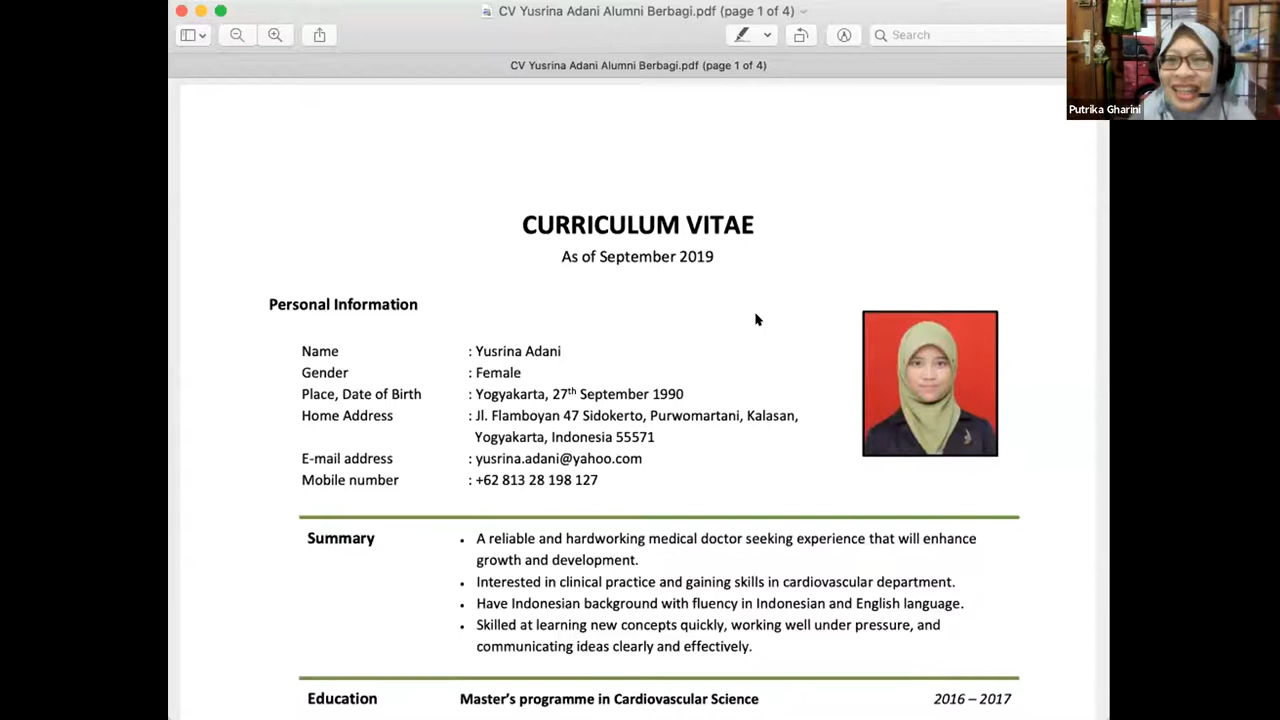 CV Yusrina Adani Alumni Berbagi.pdf (page 1 of 4)
Search
CV Yusrina Adani Alumni Berbagi.pdf (page 1 of 4)
Putrika Gharini
CURRICULUM VITAE
As of September 2019
Personal Information
Name : Yusrina Adani
Gender : Female
Place, Date of Birth : Yogyakarta, 27th September 1990
Home Address : Jl. Flamboyan 47 Sidokerto, Purwomartani, Kalasan,
Yogyakarta, Indonesia 55571
E-mail address : yusrina.adani@yahoo.com
Mobile number : +62 813 28 198 127
Summary • A reliable and hardworking medical doctor seeking experience that will enhance
growth and development.
• Interested in clinical practice and gaining skills in cardiovascular department.
• Have Indonesian background with fluency in Indonesian and English language.
• Skilled at learning new concepts quickly, working well under pressure, and
communicating ideas clearly and effectively.
Education Master's programme in Cardiovascular Science 2016 – 2017